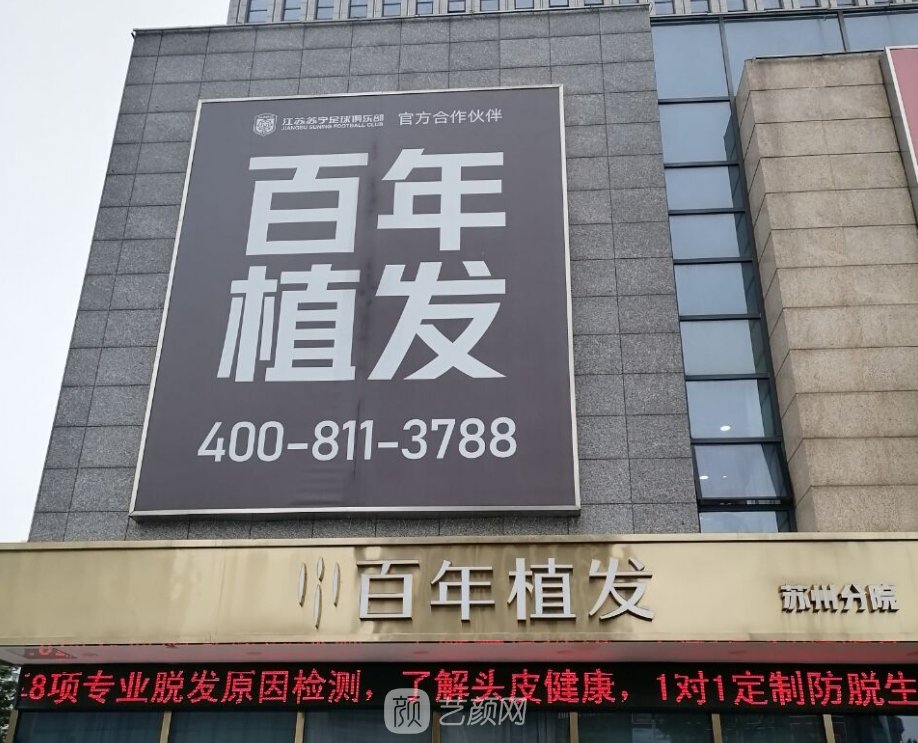 江苏苏宁足球俱乐部 官方合作伙伴
JIANGSU SUNING FOOTBALL CLUB
百年
植发
400-811-3788
百年植发
苏州分院
8项专业脱发原因检测，了解头皮健康，1对1定制防脱生
颜 艺颜网